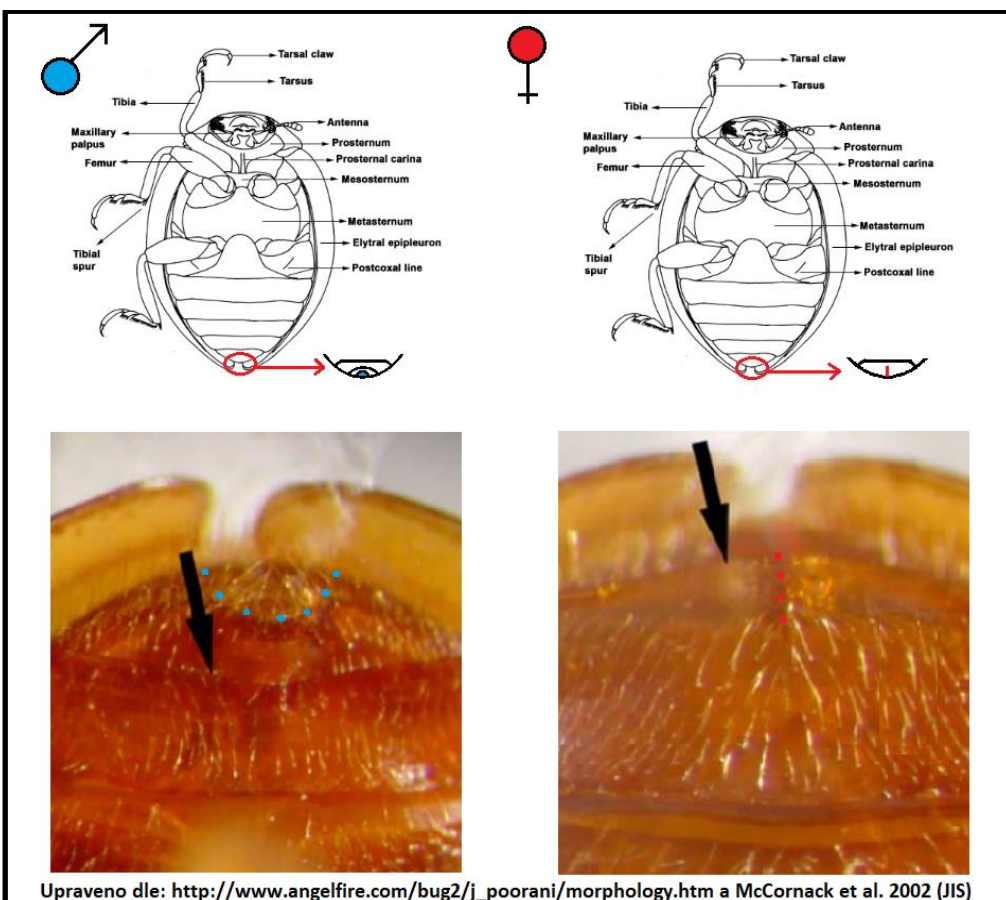 Tarsal claw
Tarsus
Tibia
Antenna
Maxillary
palpus
Prosternum
Femur
Prosternal carina
Mesosternum
Metasternum
Tibial
spur
Elytral epipleuron
Postcoxal line
Tarsal claw
Tarsus
Tibia
Antenna
Maxillary
palpus
Prosternum
Femur
Prosternal carina
Mesosternum
Metasternum
Tibial
spur
Elytral epipleuron
Postcoxal line
Upraveno dle: http://www.angelfire.com/bug2/j_poorani/morphology.htm a McCornack et al. 2002 (JIS)